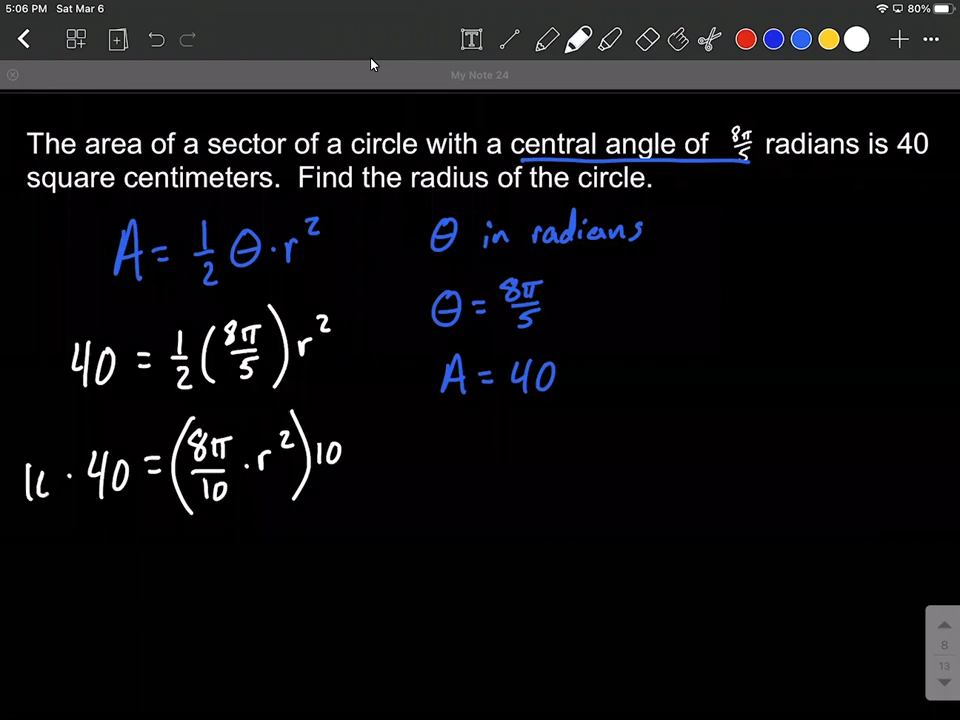 5:06 PM Sat Mar 6
80%
My Note 24
The area of a sector of a circle with a central angle of 8π/5 radians is 40
square centimeters. Find the radius of the circle.
A = 1/2 θ · r²
θ in radians
θ = 8π/5
40 = 1/2 (8π/5) r²
A = 40
· 40 = (8π/10 · r²) 10
8
13